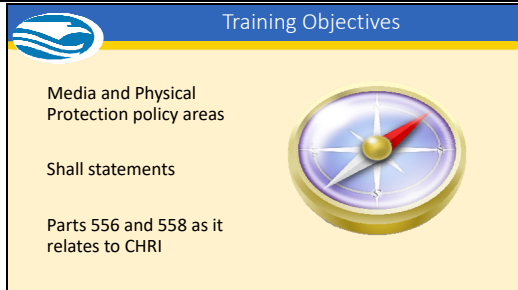 Training Objectives
Media and Physical
Protection policy areas
Shall statements
Parts 556 and 558 as it
relates to CHRI